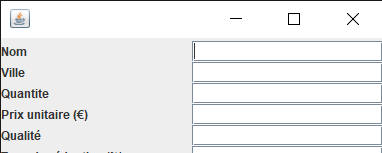 Nom
Ville
Quantite
Prix unitaire (€)
Qualité